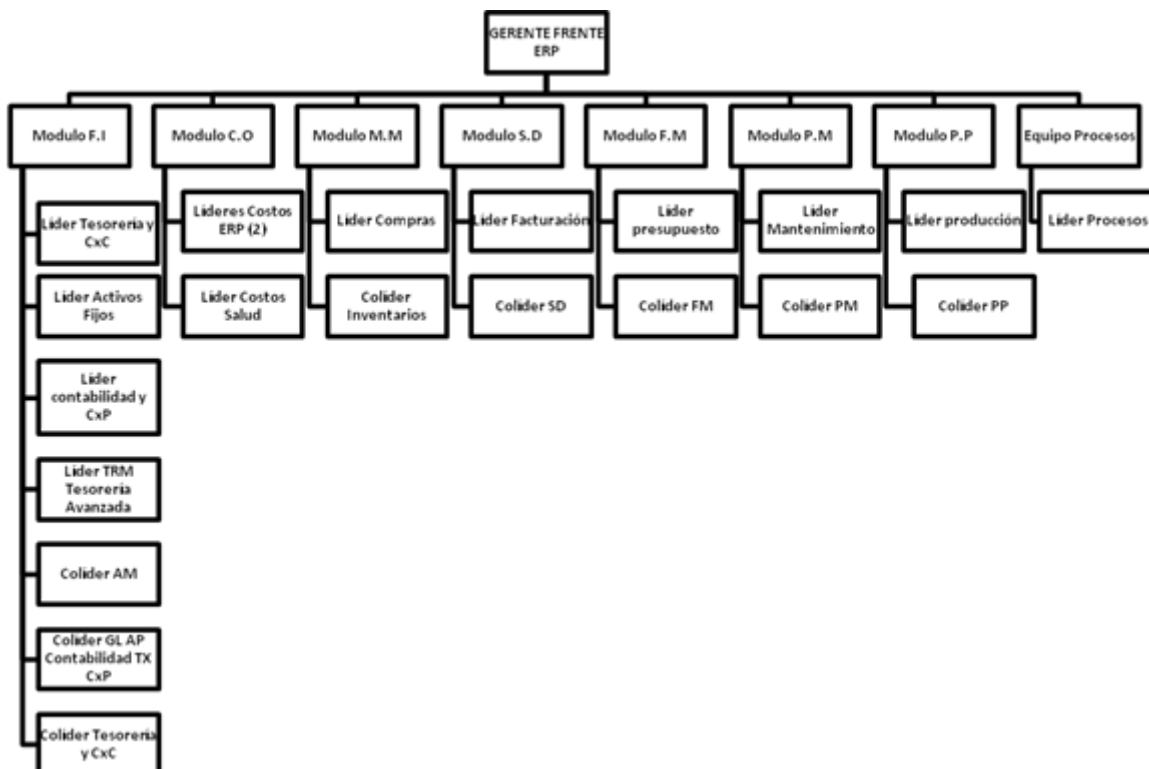 GERENTE FRENTE
ERP
Modulo F.I
Modulo C.O
Modulo M.M
Modulo S.D
Modulo F.M
Modulo P.M
Modulo P.P
Equipo Procesos
Lider Tesoreria y
CxC
Lider Activos
Fijos
Lider
contabilidad y
CxP
Lider TRM
Tesoreria
Avanzada
Colider AM
Colider GL AP
Contabilidad TX
CxP
Colider Tesoreria
y CxC
Lideres Costos
ERP (2)
Lider Costos
Salud
Lider Compras
Colider
Inventarios
Lider Facturación
Colider SD
Lider
presupuesto
Colider FM
Lider
Mantenimiento
Colider PM
Lider producción
Colider PP
Lider Procesos